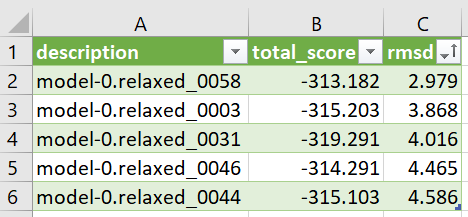 A B C
1 description total_score rmsd
2 model-0.relaxed_0058 -313.182 2.979
3 model-0.relaxed_0003 -315.203 3.868
4 model-0.relaxed_0031 -319.291 4.016
5 model-0.relaxed_0046 -314.291 4.465
6 model-0.relaxed_0044 -315.103 4.586